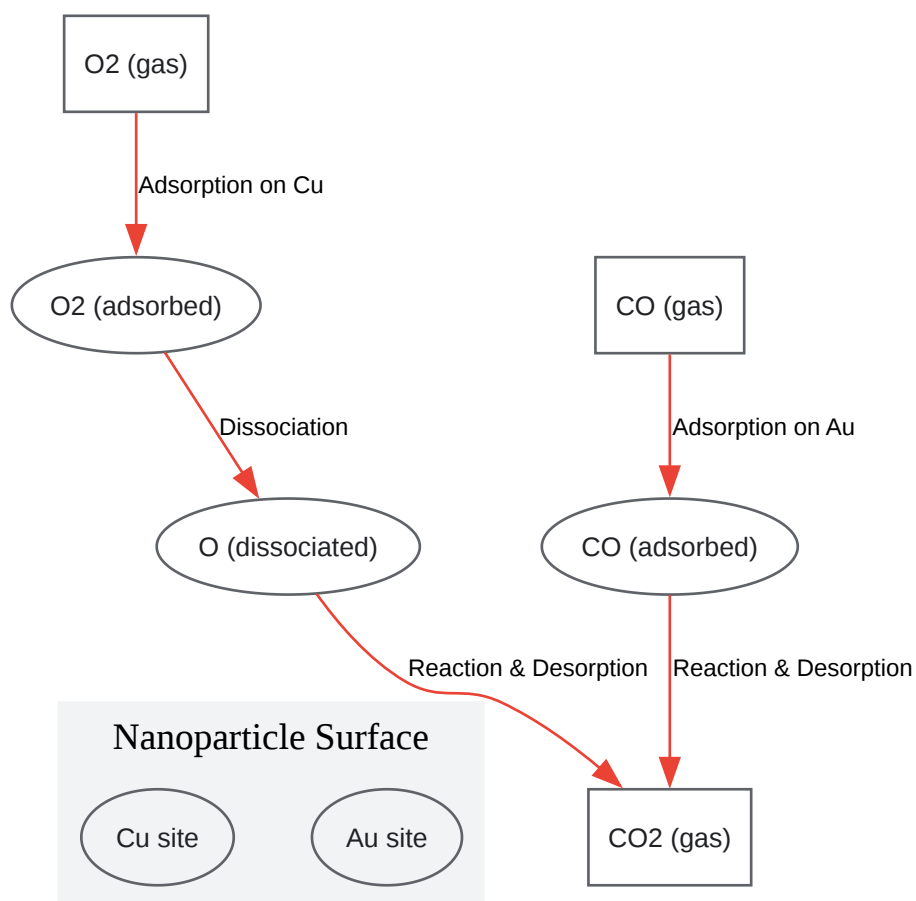 O2 (gas)
Adsorption on Cu
O2 (adsorbed)
CO (gas)
Dissociation
Adsorption on Au
O (dissociated)
CO (adsorbed)
Reaction & Desorption
Reaction & Desorption
Nanoparticle Surface
Cu site
Au site
CO2 (gas)